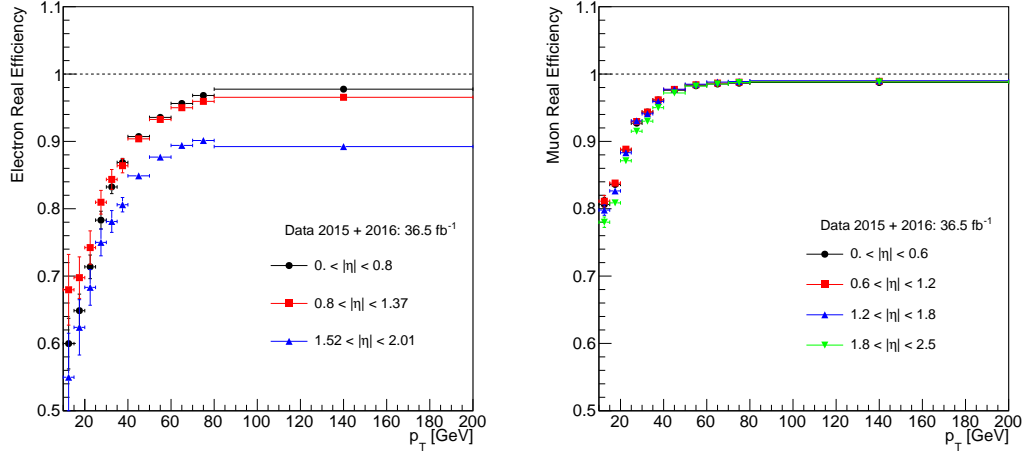 Electron Real Efficiency
1.1
1
0.9
0.8
0.7
0.6
0.5
Data 2015 + 2016: 36.5 fb⁻¹
0. < |η| < 0.8
0.8 < |η| < 1.37
1.52 < |η| < 2.01
20 40 60 80 100 120 140 160 180 200
p_T [GeV]
Muon Real Efficiency
1.1
1
0.9
0.8
0.7
0.6
0.5
Data 2015 + 2016: 36.5 fb⁻¹
0. < |η| < 0.6
0.6 < |η| < 1.2
1.2 < |η| < 1.8
1.8 < |η| < 2.5
20 40 60 80 100 120 140 160 180 200
p_T [GeV]